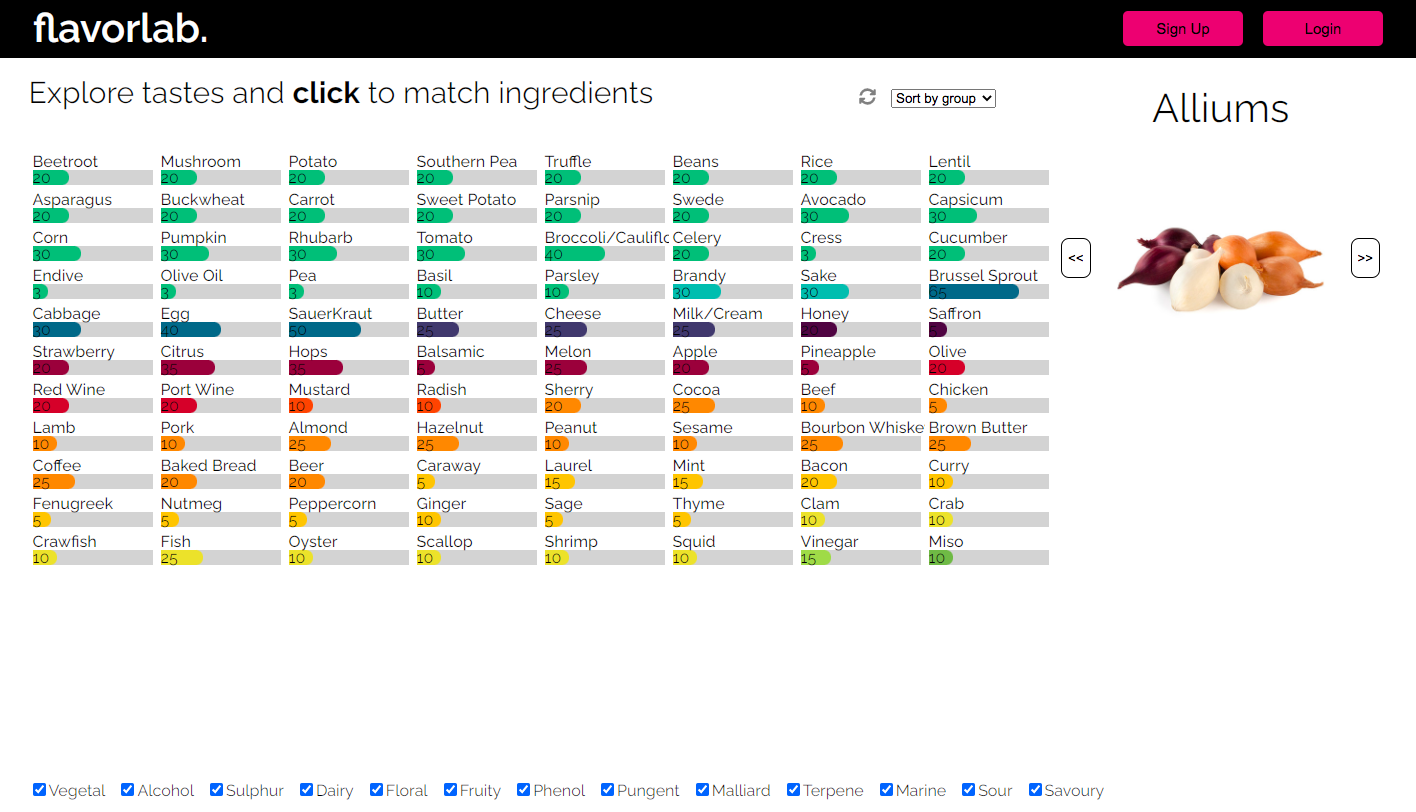 flavorlab.
Sign Up Login
Explore tastes and click to match ingredients
Sort by group
Alliums
Beetroot Mushroom Potato Southern Pea Truffle Beans Rice Lentil
20 20 20 20 20 20 20 20
Asparagus Buckwheat Carrot Sweet Potato Parsnip Swede Avocado Capsicum
20 20 20 20 20 20 30 30
Corn Pumpkin Rhubarb Tomato Broccoli/Cauliflo Celery Cress Cucumber
30 30 30 30 40 20 3 20
<< >>
Endive Olive Oil Pea Basil Parsley Brandy Sake Brussel Sprout
3 3 3 10 10 30 30 65
Cabbage Egg SauerKraut Butter Cheese Milk/Cream Honey Saffron
30 40 50 25 25 25 20 5
Strawberry Citrus Hops Balsamic Melon Apple Pineapple Olive
20 35 35 5 25 20 5 20
Red Wine Port Wine Mustard Radish Sherry Cocoa Beef Chicken
20 20 10 10 20 25 10 5
Lamb Pork Almond Hazelnut Peanut Sesame Bourbon Whiske Brown Butter
10 10 25 25 10 10 25 25
Coffee Baked Bread Beer Caraway Laurel Mint Bacon Curry
25 20 20 5 15 15 20 10
Fenugreek Nutmeg Peppercorn Ginger Sage Thyme Clam Crab
5 5 5 10 5 5 10 10
Crawfish Fish Oyster Scallop Shrimp Squid Vinegar Miso
10 25 10 10 10 10 15 10
Vegetal Alcohol Sulphur Dairy Floral Fruity Phenol Pungent Malliard Terpene Marine Sour Savoury